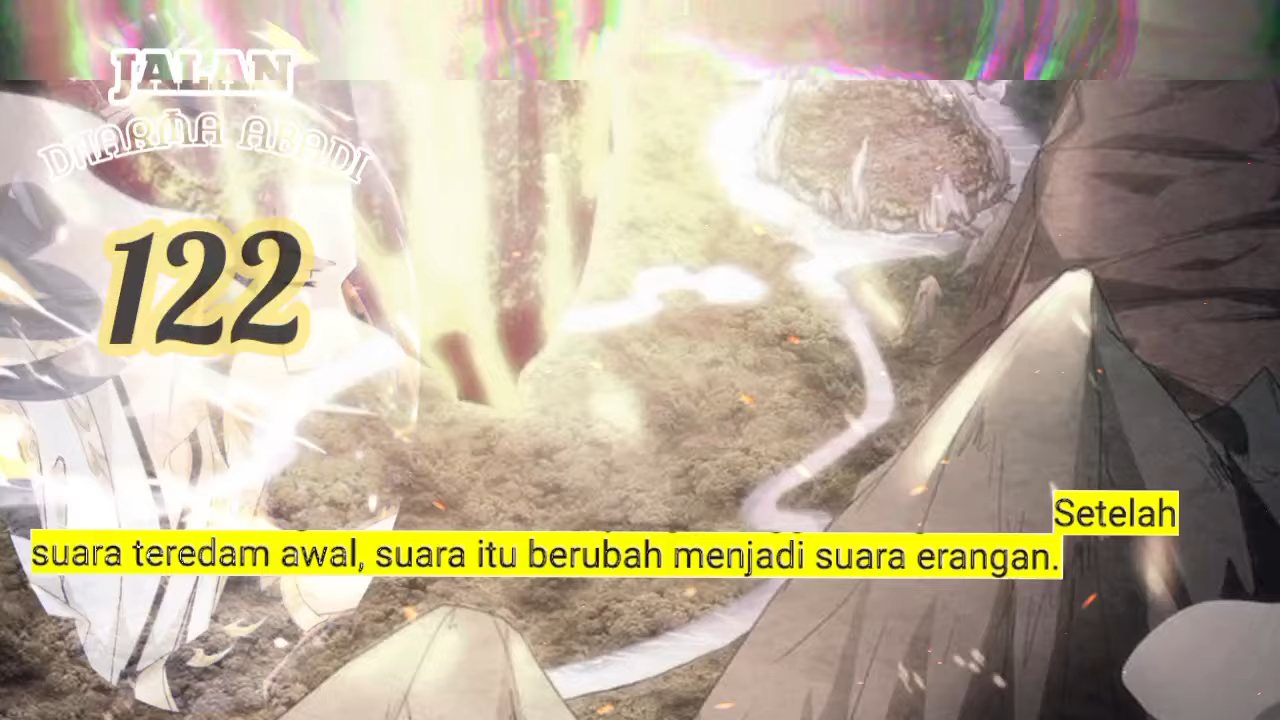 JALAN
DHARMA ABADI
122
Setelah
suara teredam awal, suara itu berubah menjadi suara erangan.